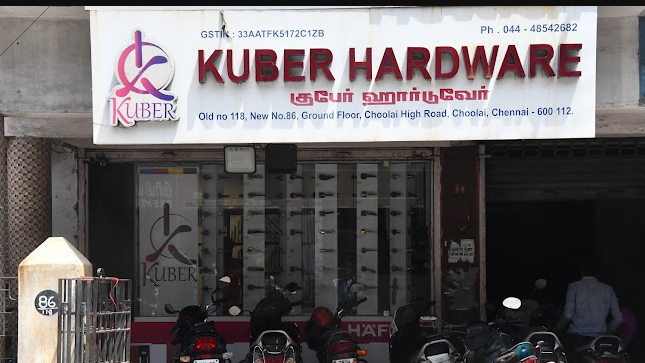 GSTIN : 33AATFK5172C1ZB
Ph . 044 - 48542682
KUBER
KUBER HARDWARE
குபேர் ஹார்டுவேர்
Old no 118, New No.86, Ground Floor, Choolai High Road, Choolai, Chennai - 600 112.
KUBER
86
118
HÄF